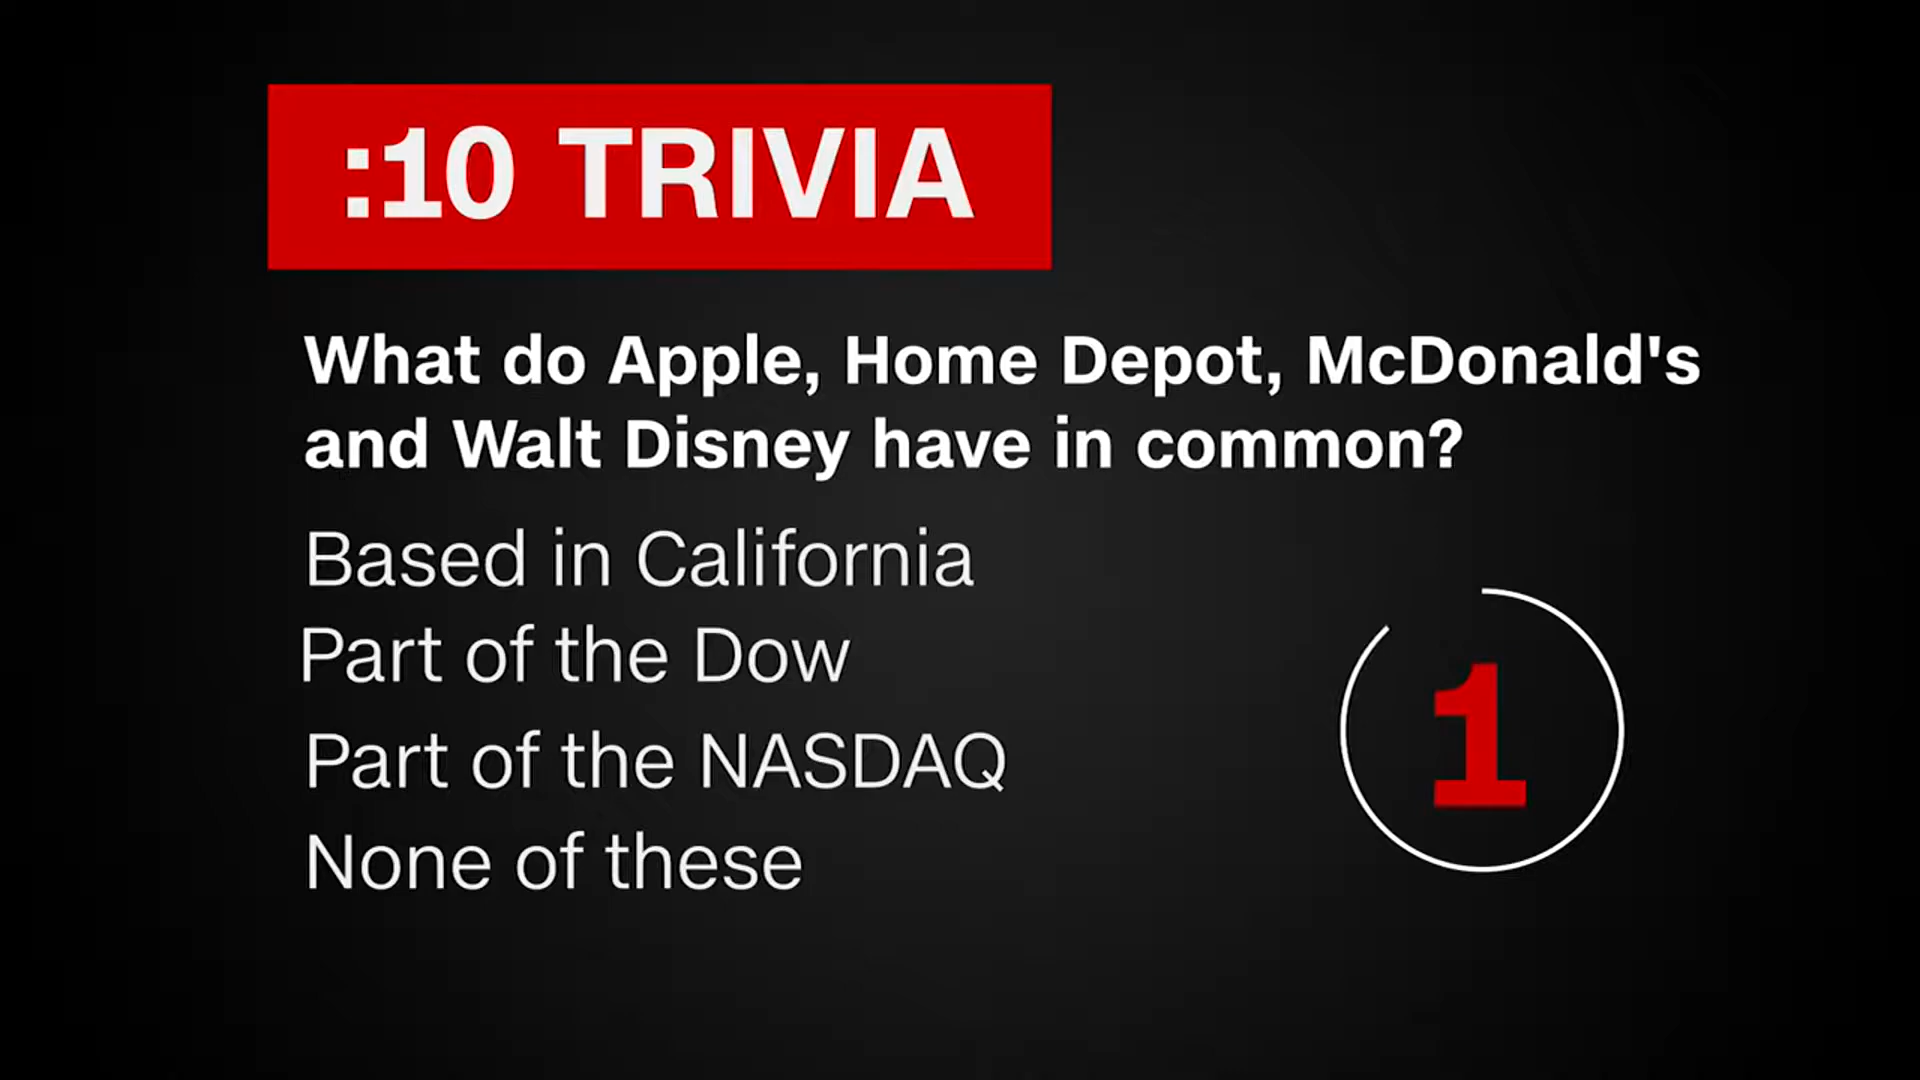 :10 TRIVIA
What do Apple, Home Depot, McDonald's
and Walt Disney have in common?
Based in California
Part of the Dow
Part of the NASDAQ
None of these
1